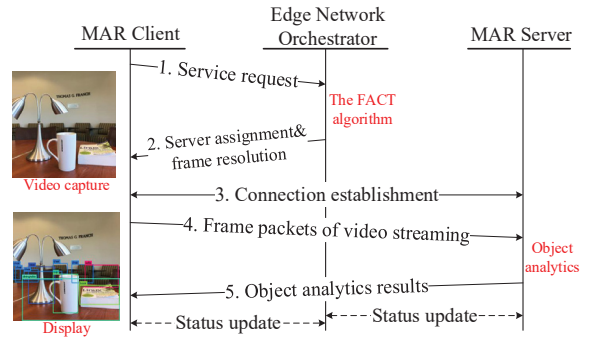 MAR Client
Edge Network
Orchestrator
MAR Server
1. Service request
The FACT
algorithm
2. Server assignment&
frame resolution
Video capture
3. Connection establishment
4. Frame packets of video streaming
Object
analytics
5. Object analytics results
Display
Status update
Status update